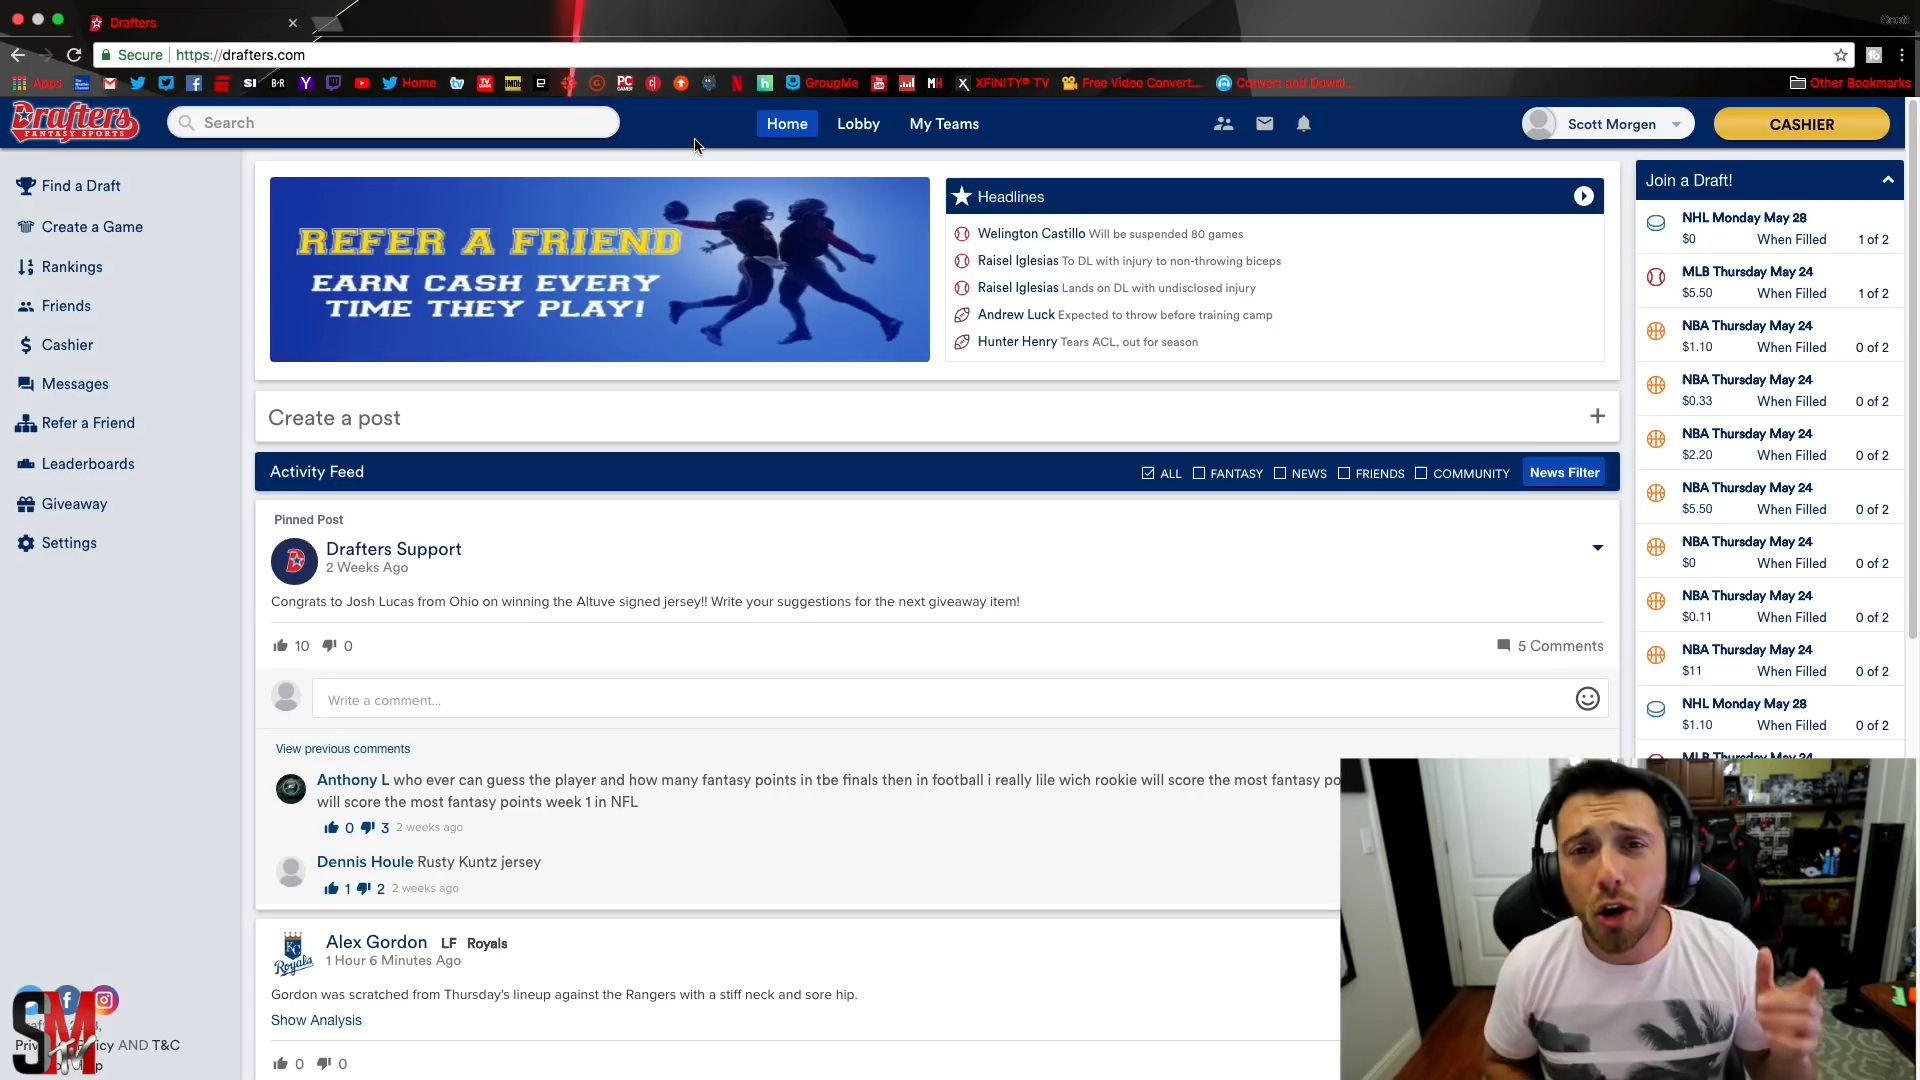 Drafters
Scott
Secure
https://drafters.com
Apps
Home
GroupMe
XFINITY® TV
Free Video Convert...
Convert and Downl...
Other Bookmarks
Drafters
FANTASY SPORTS
Search
Home
Lobby
My Teams
Scott Morgen
CASHIER
Find a Draft
Create a Game
Rankings
Friends
Cashier
Messages
Refer a Friend
Leaderboards
Giveaway
Settings
REFER A FRIEND
EARN CASH EVERY
TIME THEY PLAY!
Headlines
Welington Castillo Will be suspended 80 games
Raisel Iglesias To DL with injury to non-throwing biceps
Raisel Iglesias Lands on DL with undisclosed injury
Andrew Luck Expected to throw before training camp
Hunter Henry Tears ACL, out for season
Create a post
Activity Feed
ALL FANTASY NEWS FRIENDS COMMUNITY
News Filter
Pinned Post
Drafters Support
2 Weeks Ago
Congrats to Josh Lucas from Ohio on winning the Altuve signed jersey!! Write your suggestions for the next giveaway item!
10 0
5 Comments
Write a comment...
View previous comments
Anthony L who ever can guess the player and how many fantasy points in tbe finals then in football i really lile wich rookie will score the most fantasy po
will score the most fantasy points week 1 in NFL
0 3 2 weeks ago
Dennis Houle Rusty Kuntz jersey
1 2 2 weeks ago
Alex Gordon LF Royals
1 Hour 6 Minutes Ago
Gordon was scratched from Thursday's lineup against the Rangers with a stiff neck and sore hip.
Show Analysis
0 0
Join a Draft!
NHL Monday May 28
$0 When Filled 1 of 2
MLB Thursday May 24
$5.50 When Filled 1 of 2
NBA Thursday May 24
$1.10 When Filled 0 of 2
NBA Thursday May 24
$0.33 When Filled 0 of 2
NBA Thursday May 24
$2.20 When Filled 0 of 2
NBA Thursday May 24
$5.50 When Filled 0 of 2
NBA Thursday May 24
$0 When Filled 0 of 2
NBA Thursday May 24
$0.11 When Filled 0 of 2
NBA Thursday May 24
$11 When Filled 0 of 2
NHL Monday May 28
$1.10 When Filled 0 of 2
MLB Thursday May 24
SM
tv
AND T&C